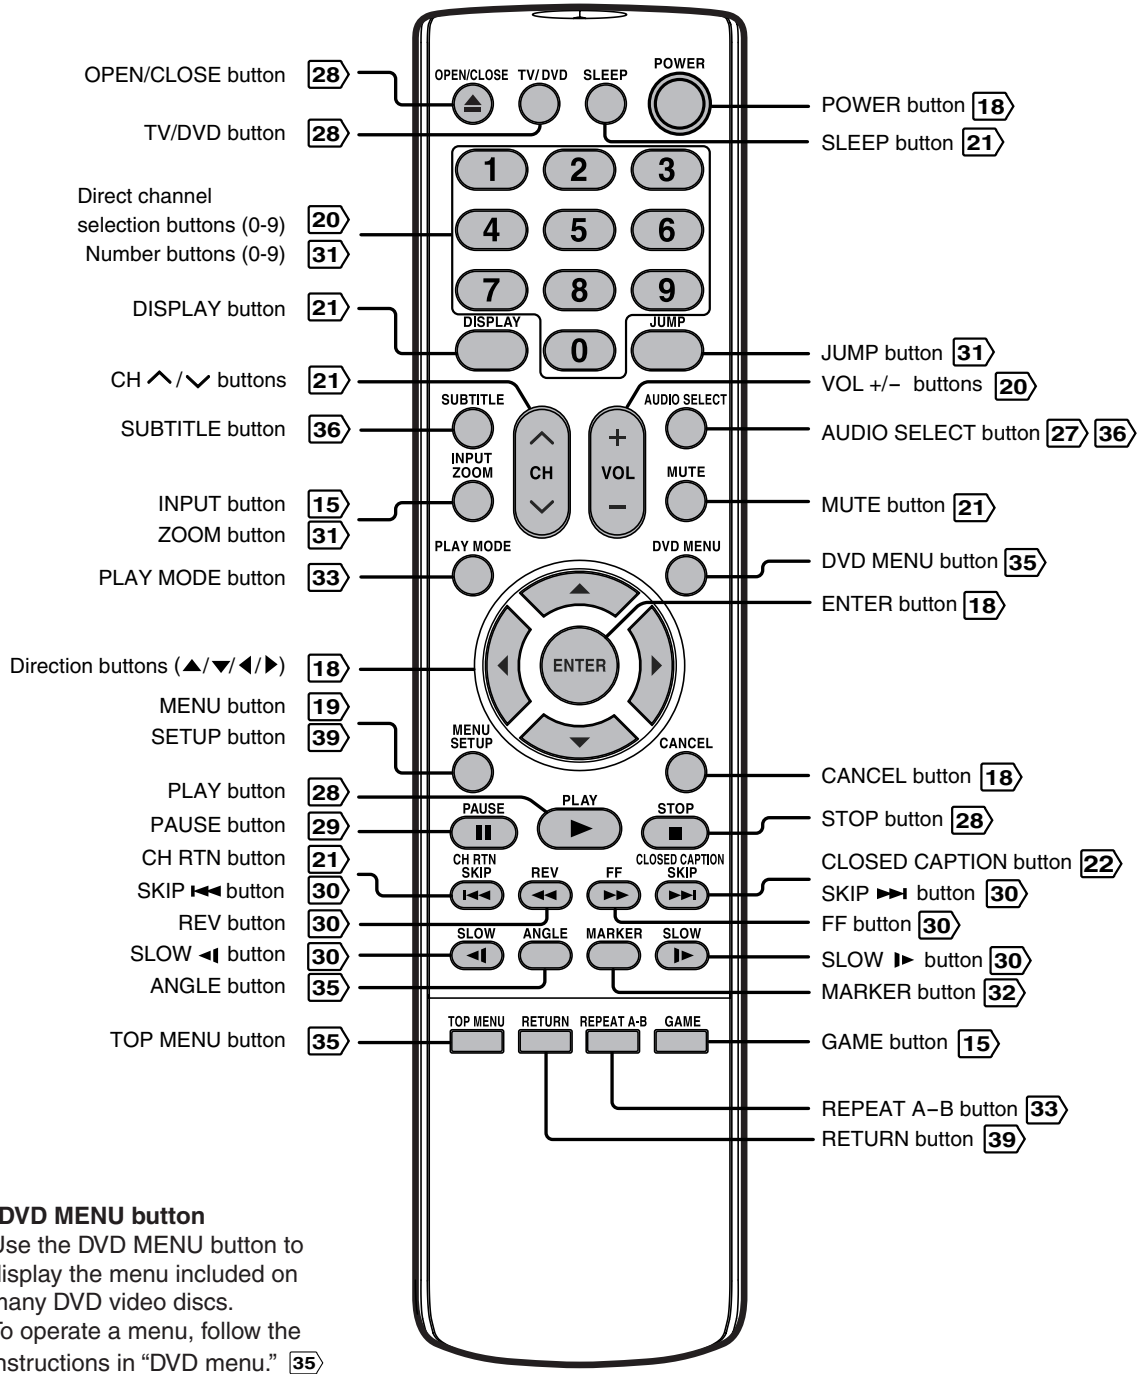 OPEN/CLOSE button 28
TV/DVD button 28
Direct channel
selection buttons (0-9) 20
Number buttons (0-9) 31
DISPLAY button 21
CH / buttons 21
SUBTITLE button 36
INPUT button 15
ZOOM button 31
PLAY MODE button 33
Direction buttons (▲/▼/◀/▶) 18
MENU button 19
SETUP button 39
PLAY button 28
PAUSE button 29
CH RTN button 21
SKIP button 30
REV button 30
SLOW button 30
ANGLE button 35
TOP MENU button 35
OPEN/CLOSE TV/DVD SLEEP POWER
1 2 3
4 5 6
7 8 9
DISPLAY 0 JUMP
SUBTITLE AUDIO SELECT
INPUT
ZOOM CH + VOL − MUTE
PLAY MODE DVD MENU
ENTER
MENU
SETUP CANCEL
PAUSE PLAY STOP
CH RTN CLOSED CAPTION
SKIP REV FF SKIP
SLOW ANGLE MARKER SLOW
TOP MENU RETURN REPEAT A-B GAME
POWER button 18
SLEEP button 21
JUMP button 31
VOL +/− buttons 20
AUDIO SELECT button 27 36
MUTE button 21
DVD MENU button 35
ENTER button 18
CANCEL button 18
STOP button 28
CLOSED CAPTION button 22
SKIP button 30
FF button 30
SLOW button 30
MARKER button 32
GAME button 15
REPEAT A−B button 33
RETURN button 39
DVD MENU button
Use the DVD MENU button to
display the menu included on
many DVD video discs.
To operate a menu, follow the
instructions in “DVD menu.” 35